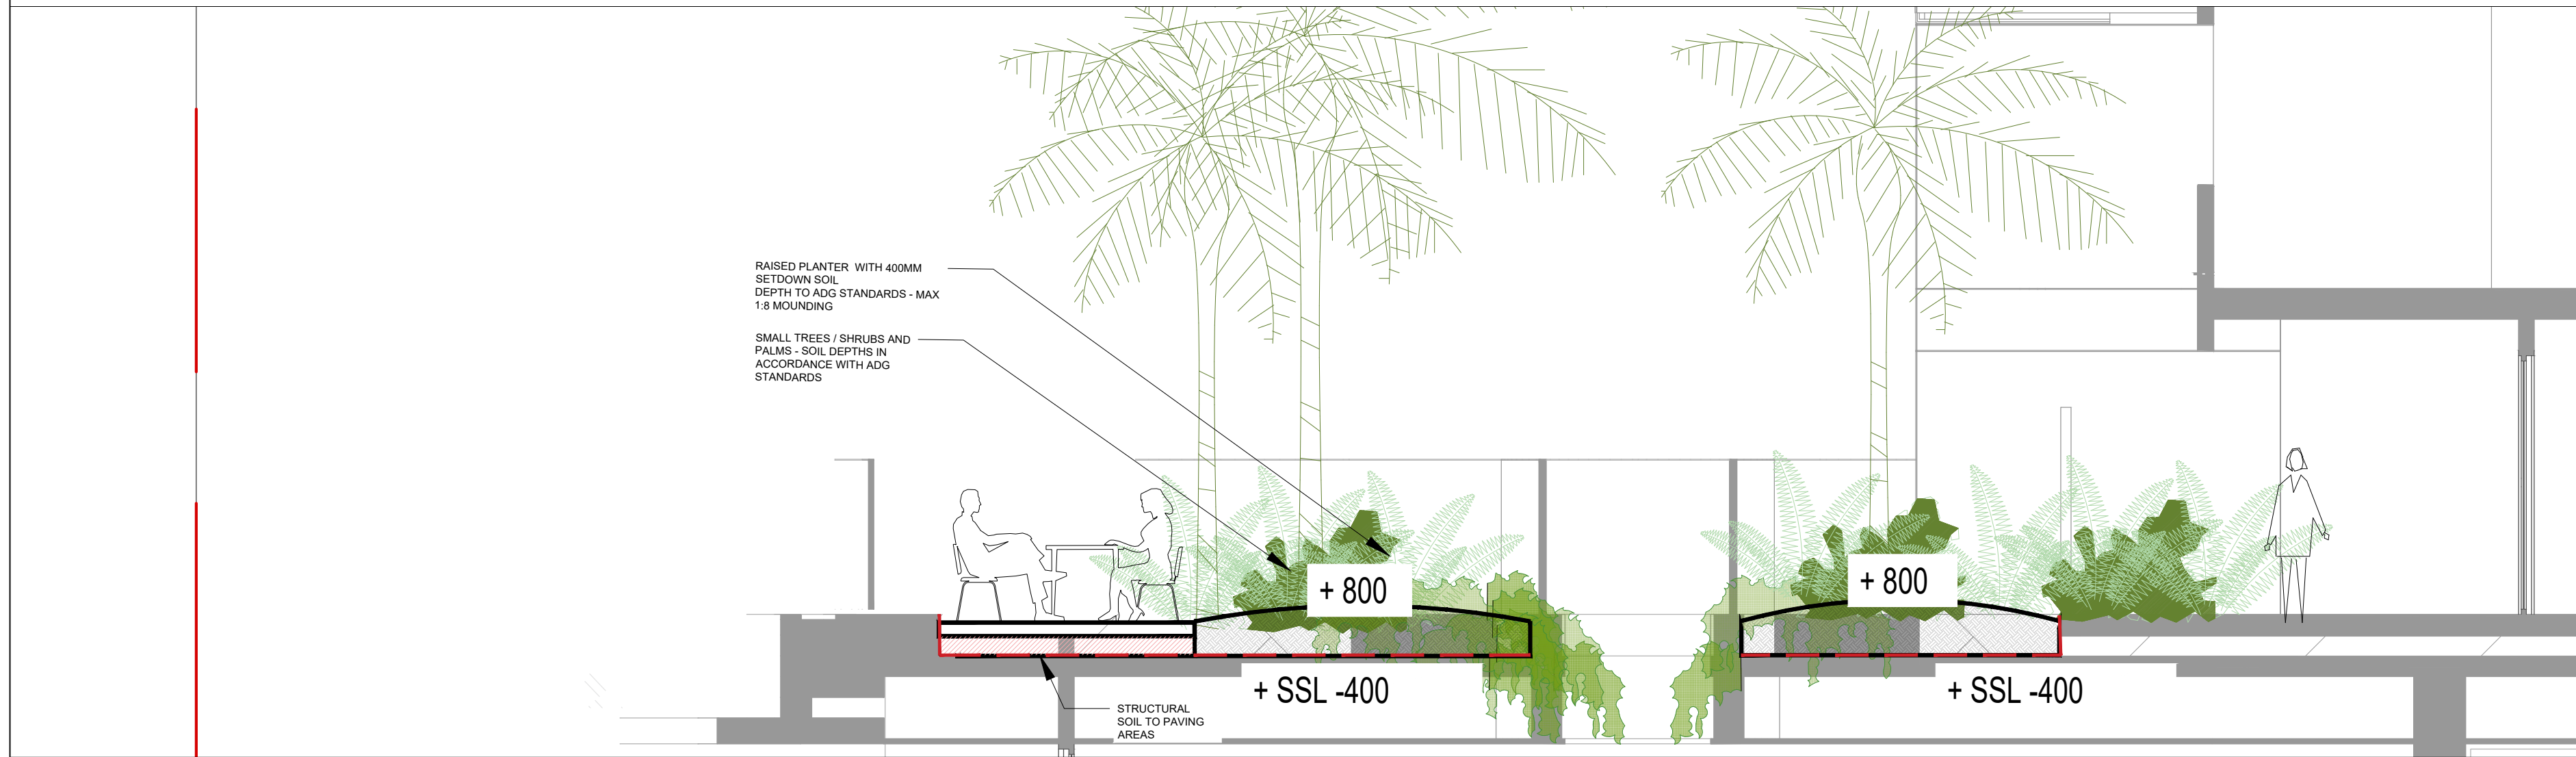 RAISED PLANTER WITH 400MM
SETDOWN SOIL
DEPTH TO ADG STANDARDS - MAX
1:8 MOUNDING
SMALL TREES / SHRUBS AND
PALMS - SOIL DEPTHS IN
ACCORDANCE WITH ADG
STANDARDS
+ 800
+ 800
+ SSL -400
+ SSL -400
STRUCTURAL
SOIL TO PAVING
AREAS